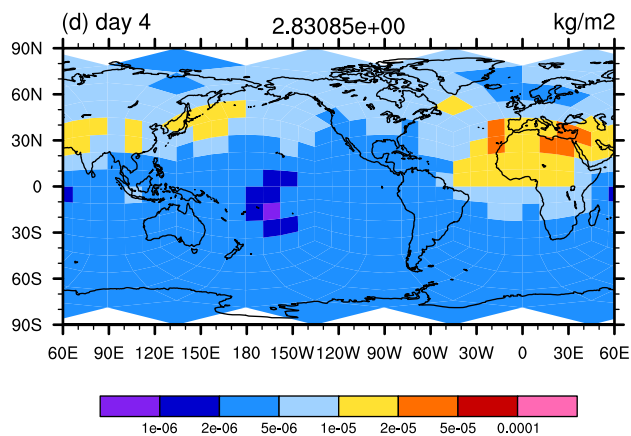 (d) day 4 2.83085e+00 kg/m2
90N
60N
30N
0
30S
60S
90S
60E 90E 120E 150E 180 150W 120W 90W 60W 30W 0 30E 60E
1e-06 2e-06 5e-06 1e-05 2e-05 5e-05 0.0001